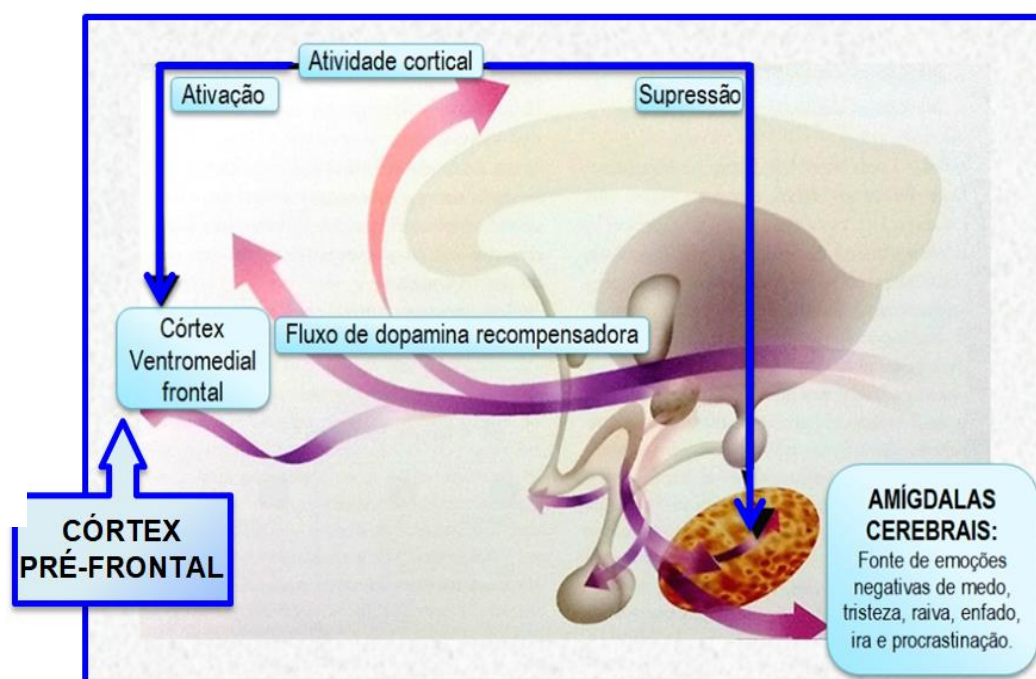 Atividade cortical
Ativação
Supressão
Córtex
Ventromedial
frontal
Fluxo de dopamina recompensadora
CÓRTEX
PRÉ-FRONTAL
AMÍGDALAS
CEREBRAIS:
Fonte de emoções
negativas de medo,
tristeza, raiva, enfado,
ira e procrastinação.